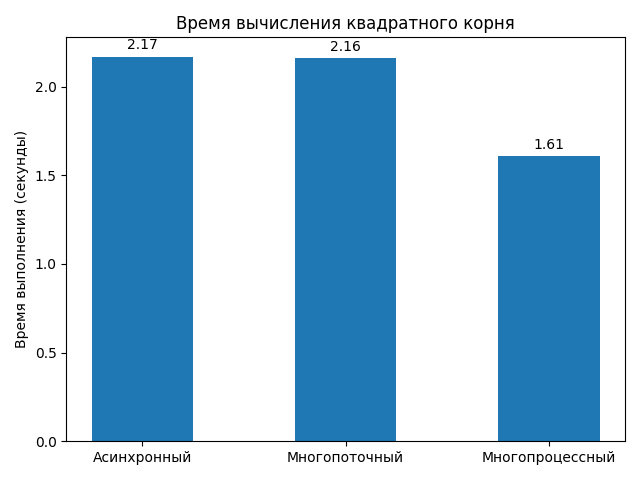 Время вычисления квадратного корня
2.17
2.16
1.61
Время выполнения (секунды)
2.0
1.5
1.0
0.5
0.0
Асинхронный
Многопоточный
Многопроцессный